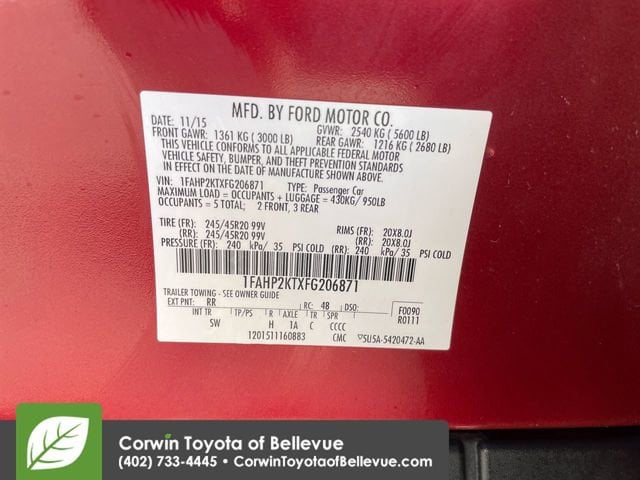 MFD. BY FORD MOTOR CO.
DATE: 11/15 GVWR: 2540 KG (5600 LB)
FRONT GAWR: 1361 KG (3000 LB) REAR GAWR: 1216 KG (2680 LB)
THIS VEHICLE CONFORMS TO ALL APPLICABLE FEDERAL MOTOR
VEHICLE SAFETY, BUMPER, AND THEFT PREVENTION STANDARDS
IN EFFECT ON THE DATE OF MANUFACTURE SHOWN ABOVE.
VIN: 1FAHP2KTXFG206871 TYPE: Passenger Car
MAXIMUM LOAD = OCCUPANTS + LUGGAGE = 430KG/950LB
OCCUPANTS = 5 TOTAL; 2 FRONT, 3 REAR
TIRE (FR): 245/45R20 99V RIMS (FR): 20X8.0J
(RR): 245/45R20 99V (RR): 20X8.0J
PRESSURE (FR): 240 kPa/ 35 PSI COLD (RR): 240 kPa/ 35 PSI COLD
1FAHP2KTXFG206871
TRAILER TOWING - SEE OWNER GUIDE
EXT PNT: RR RC: 48 DSO: F0090
R0111
INT TR TP/PS R AXLE TR SPR
SW H 1A C CCCC
1201511160883 CMC 5U5A-5420472-AA
Corwin Toyota of Bellevue
(402) 733-4445 • CorwinToyotaofBellevue.com